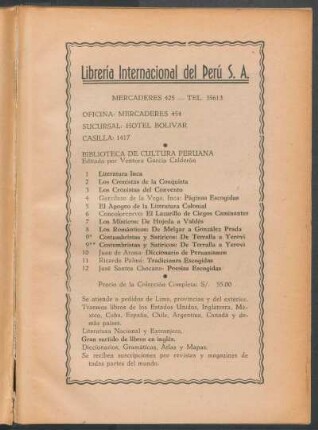 Librería Internacional del Perú S. A.
MERCADERES 425 — TEL. 35613
OFICINA: MERCADERES 454
SUCURSAL: HOTEL BOLIVAR
CASILLA: 1417
BIBLIOTECA DE CULTURA PERUANA
Editada por Ventura García Calderón
1 Literatura Inca
2 Los Cronistas de la Conquista
3 Los Cronistas del Convento
4 Garcilaso de la Vega, Inca: Páginas Escogidas
5 El Apogeo de la Literatura Colonial
6 Concolorcorvo: El Lazarillo de Ciegos Caminantes
7 Los Místicos: De Hojeda a Valdés
8 Los Románticos: De Melgar a González Prada
9* Costumbristas y Satíricos: De Terralla a Yerovi
9** Costumbristas y Satíricos: De Terralla a Yerovi
10 Juan de Arona: Diccionario de Peruanismos
11 Ricardo Palma: Tradiciones Escogidas
12 José Santos Chocano: Poesías Escogidas
Precio de la Colección Completa: S/. 55.00
Se atiende a pedidos de Lima, provincias y del exterior.
Tenemos libros de los Estados Unidos, Inglaterra, México, Cuba, España, Chile, Argentina, Canadá y demás países.
Literatura Nacional y Extranjera.
Gran surtido de libros en inglés.
Diccionarios, Gramáticas, Atlas y Mapas.
Se reciben suscripciones por revistas y magazines de todas partes del mundo.